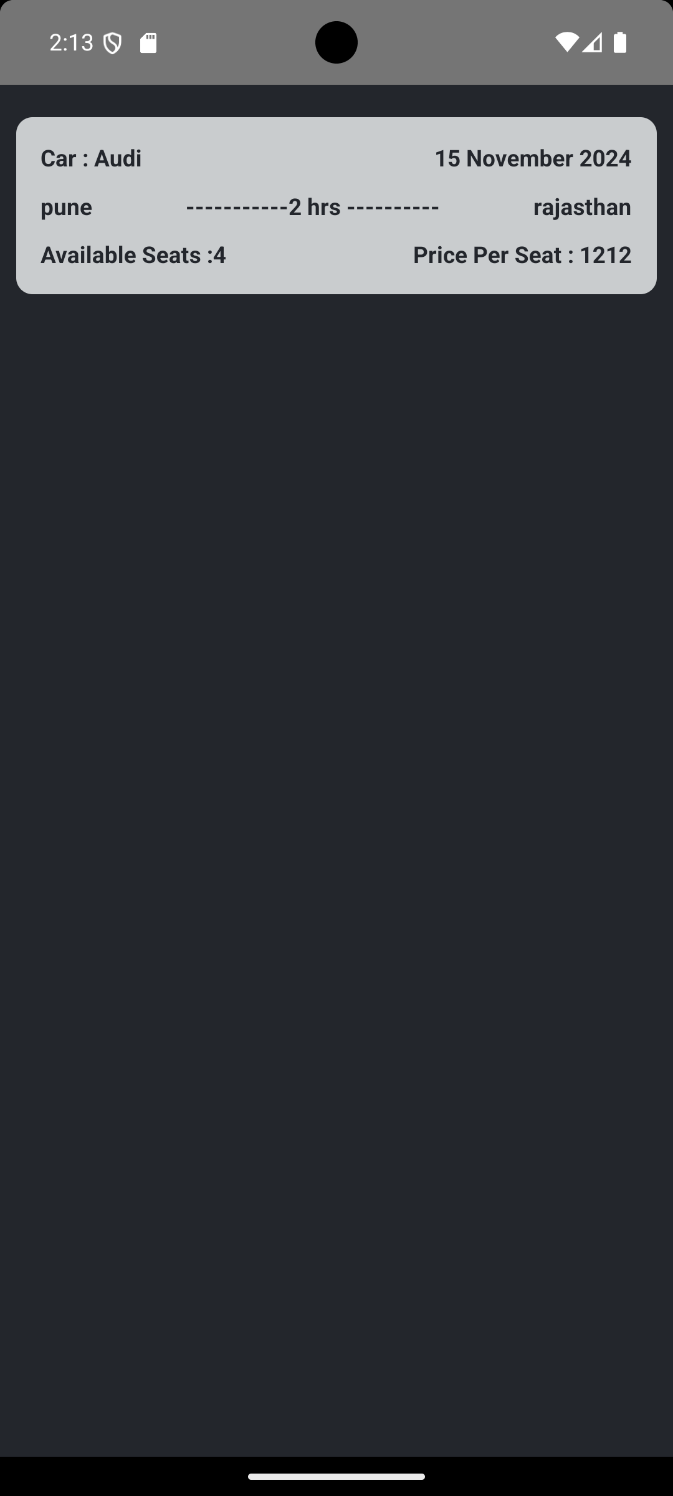 2:13
Car : Audi 15 November 2024
pune -----------2 hrs ---------- rajasthan
Available Seats :4 Price Per Seat : 1212